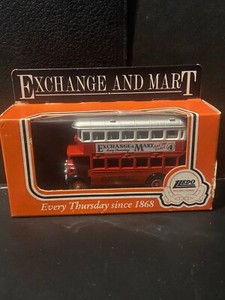 EXCHANGE AND MART
EXCHANGE & MART
LLEDO
Every Thursday since 1868